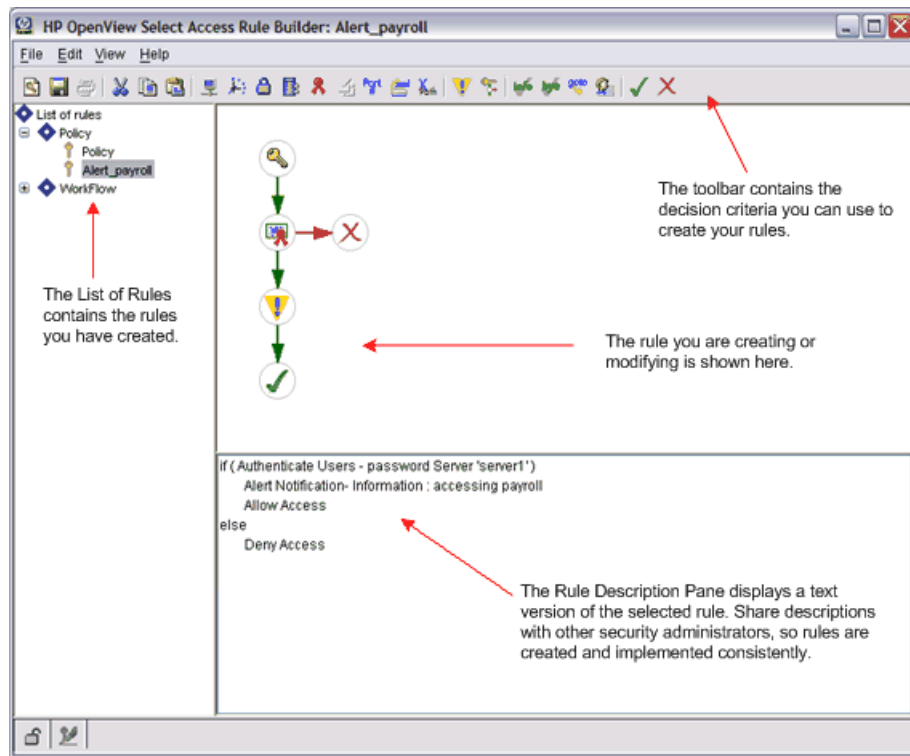 HP OpenView Select Access Rule Builder: Alert_payroll
File Edit View Help
List of rules
Policy
Policy
Alert_payroll
WorkFlow
The List of Rules
contains the rules
you have created.
The toolbar contains the
decision criteria you can use to
create your rules.
The rule you are creating or
modifying is shown here.
if ( Authenticate Users - password Server 'server1' )
Alert Notification- Information : accessing payroll
Allow Access
else
Deny Access
The Rule Description Pane displays a text
version of the selected rule. Share descriptions
with other security administrators, so rules are
created and implemented consistently.